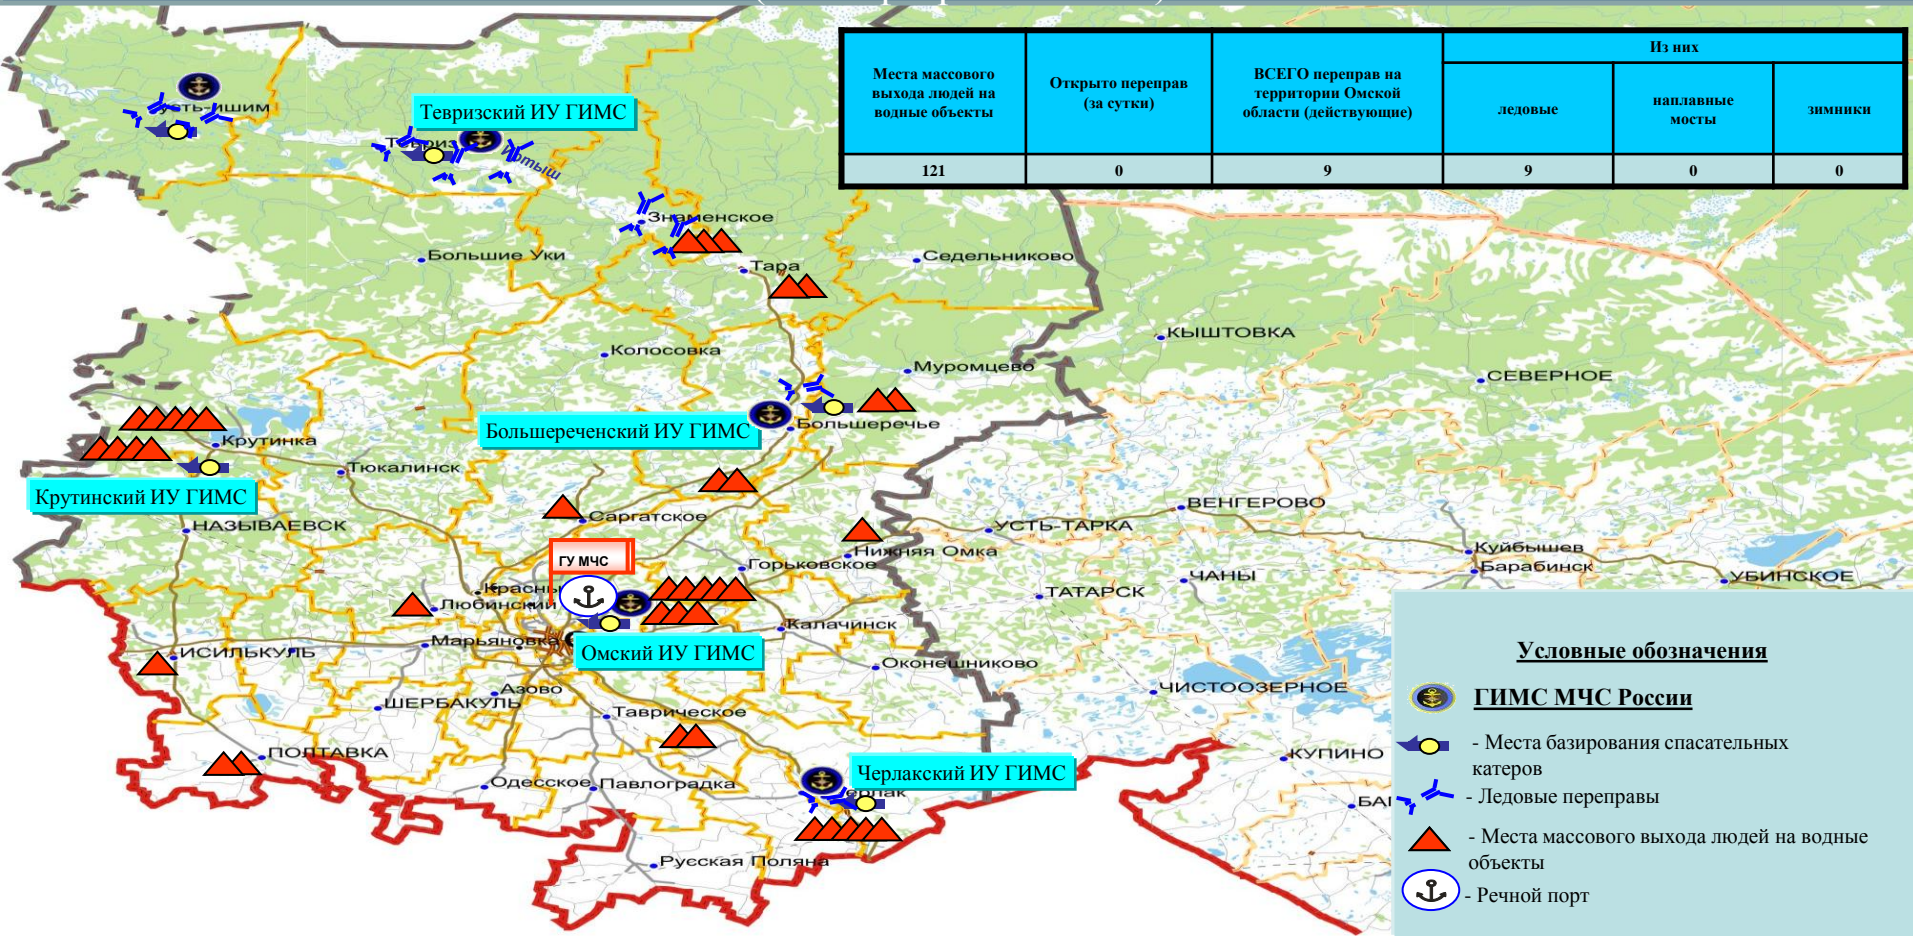 Места массового
выхода людей на
водные объекты
Открыто переправ
(за сутки)
ВСЕГО переправ на
территории Омской
области (действующие)
Из них
ледовые
наплавные
мосты
зимники
121
0
9
9
0
0
Тевризский ИУ ГИМС
Иртыш
Знаменское
Большие Уки
Тара
Седельниково
КЫШТОВКА
Колосовка
Муромцево
СЕВЕРНОЕ
Большереченский ИУ ГИМС
Большеречье
Крутинка
Тюкалинск
Крутинский ИУ ГИМС
НАЗЫВАЕВСК
Саргатское
ВЕНГЕРОВО
УСТЬ-ТАРКА
Нижняя Омка
Куйбышев
Барабинск
ГУ МЧС
Горьковское
ЧАНЫ
УБИНСКОЕ
ТАТАРСК
Любинский
Калачинск
Марьяновка
ИСИЛЬКУЛЬ
Омский ИУ ГИМС
Оконешниково
Азово
ЧИСТООЗЕРНОЕ
ШЕРБАКУЛЬ
Таврическое
ПОЛТАВКА
КУПИНО
Одесское
Павлоградка
Черлакский ИУ ГИМС
Русская Поляна
Условные обозначения
ГИМС МЧС России
- Места базирования спасательных
катеров
- Ледовые переправы
- Места массового выхода людей на водные
объекты
- Речной порт